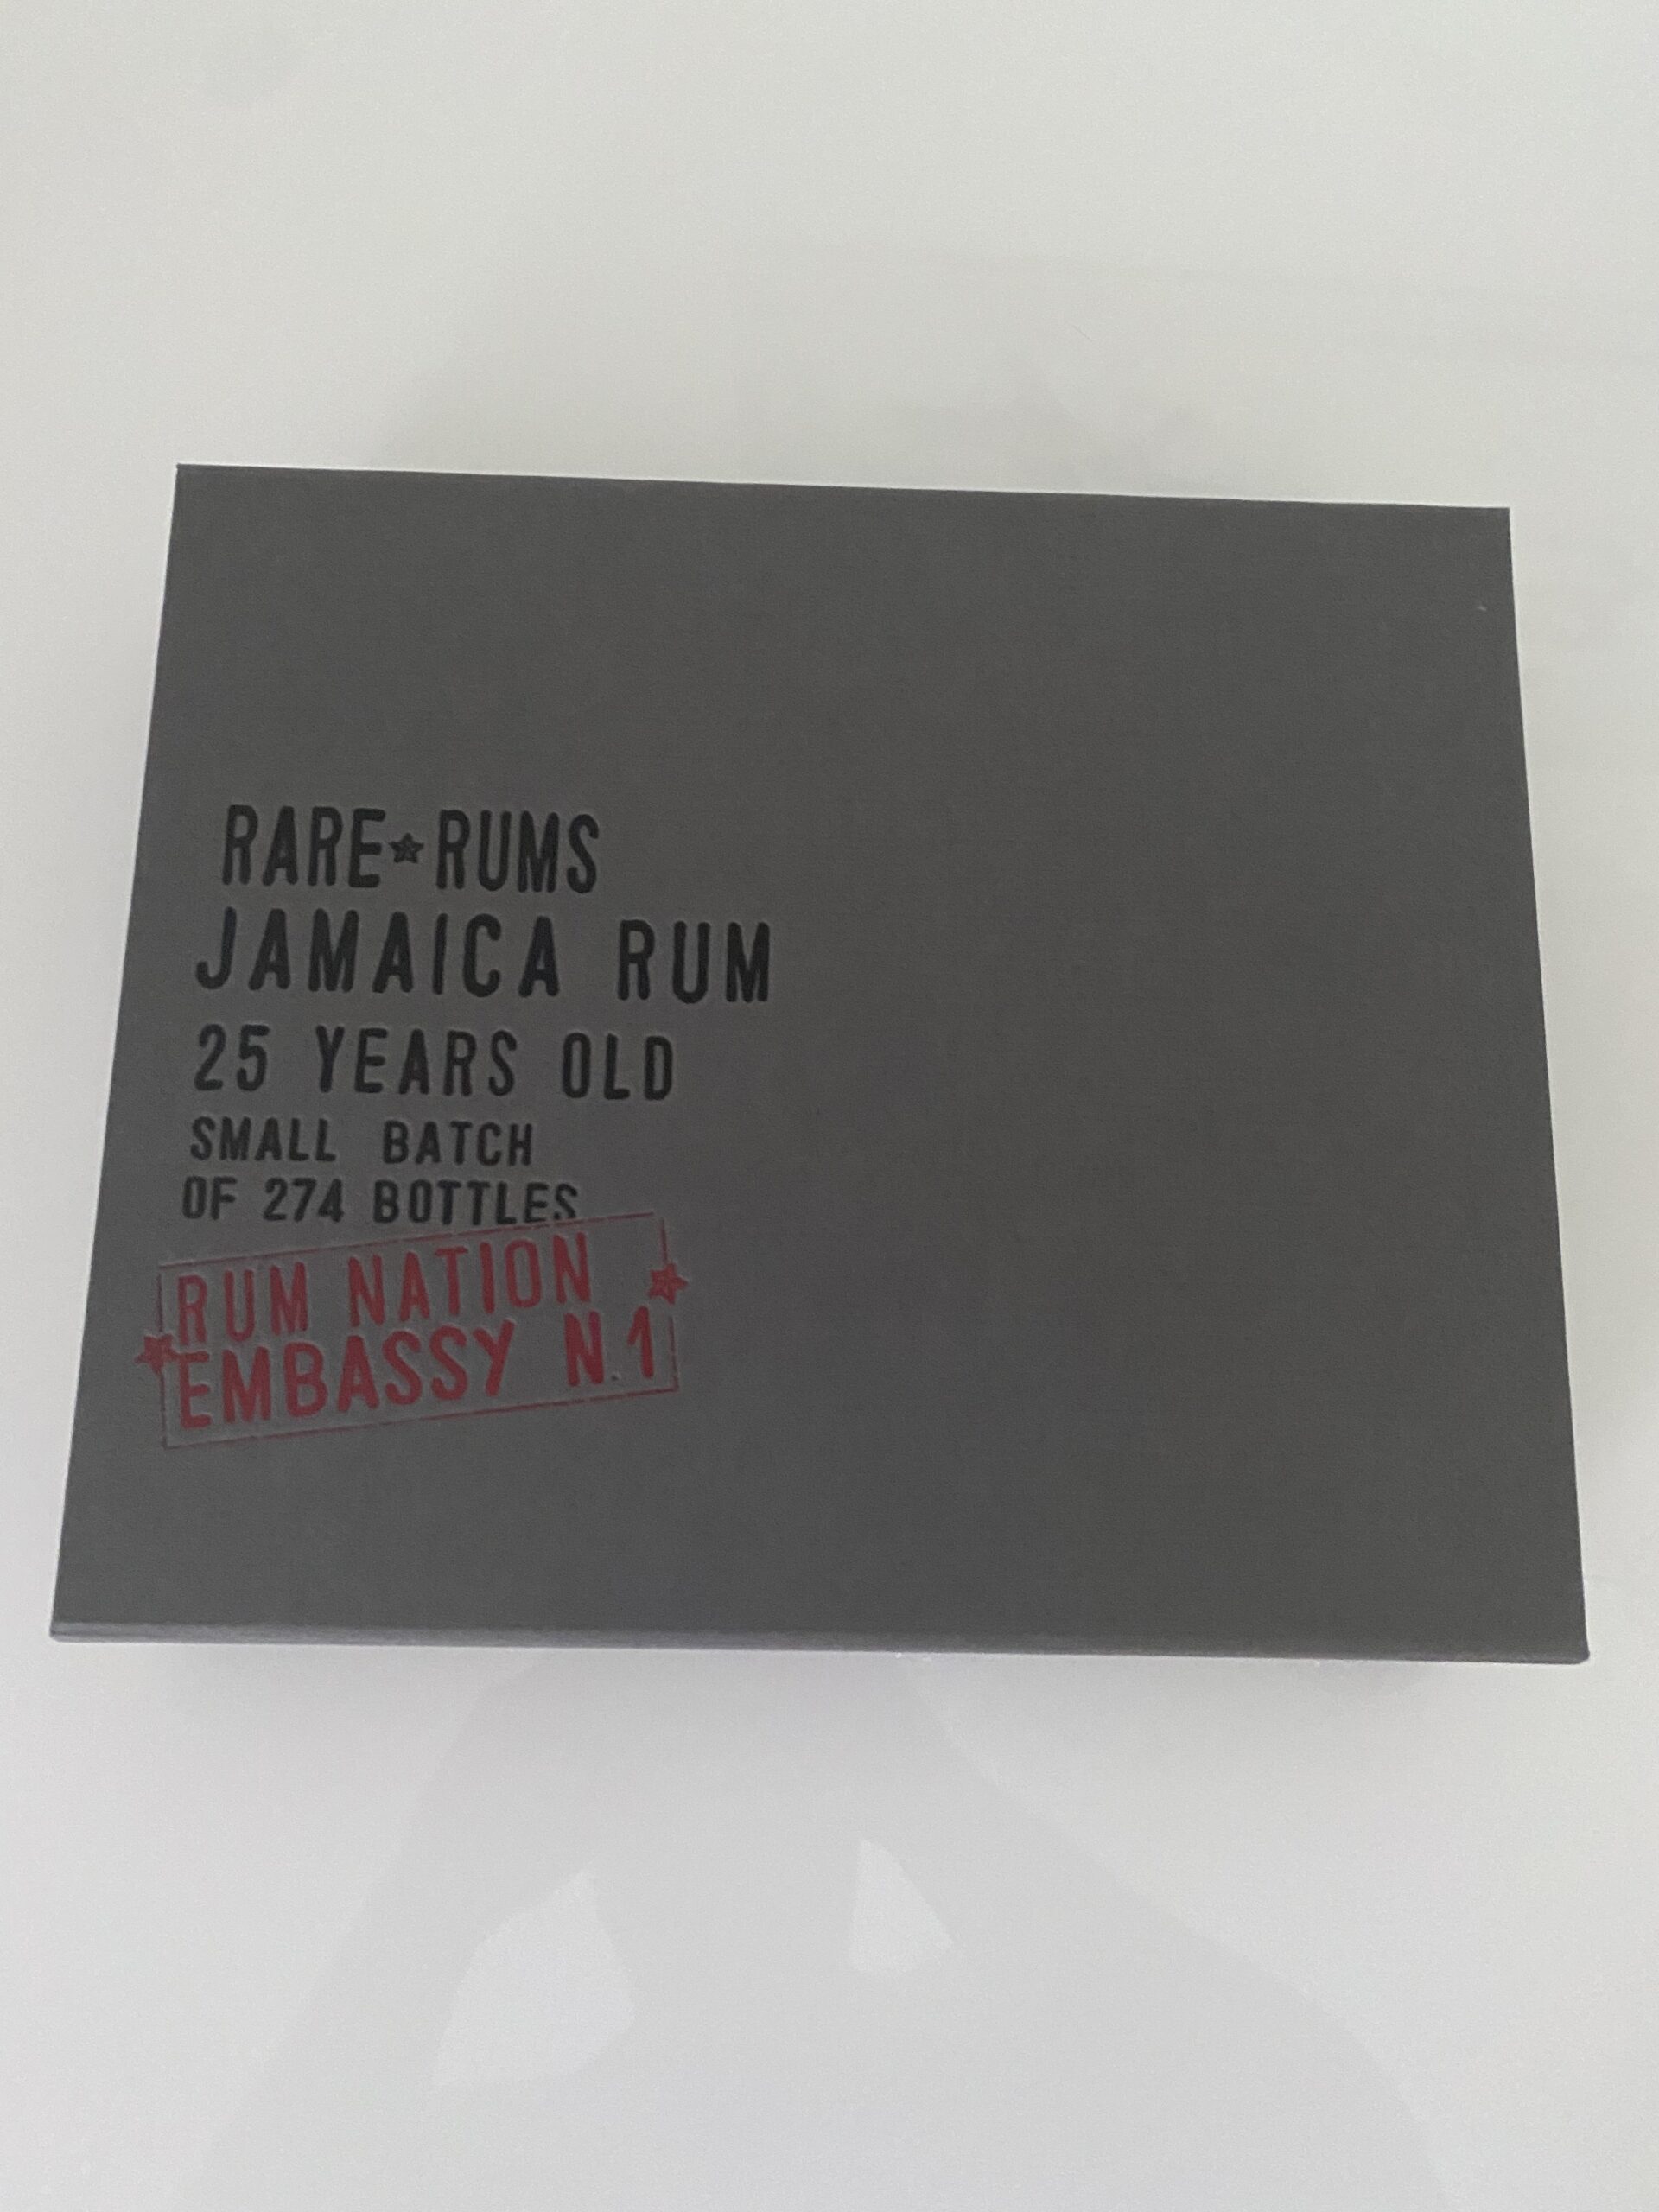 RARE★RUMS
JAMAICA RUM
25 YEARS OLD
SMALL BATCH
OF 274 BOTTLES
RUM NATION
EMBASSY N.1